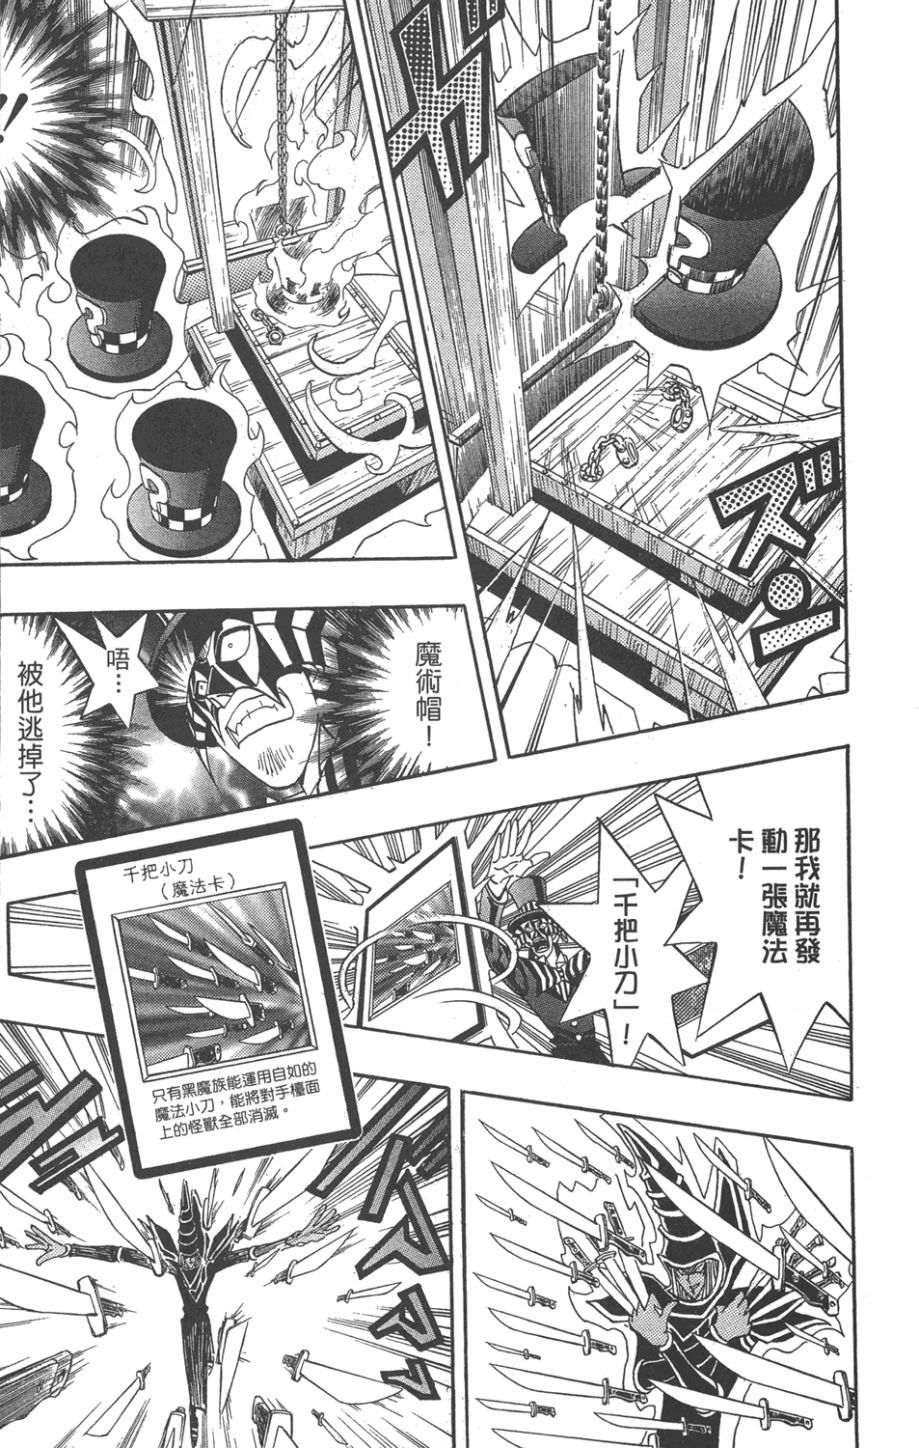 ズン
魔術帽！
唔…
被他逃掉了…
那我就再發
動一張魔法
卡！
「千把小刀」！
千把小刀
（魔法卡）
只有黑魔族能運用自如的
魔法小刀，能將對手檯面
上的怪獸全部消滅。